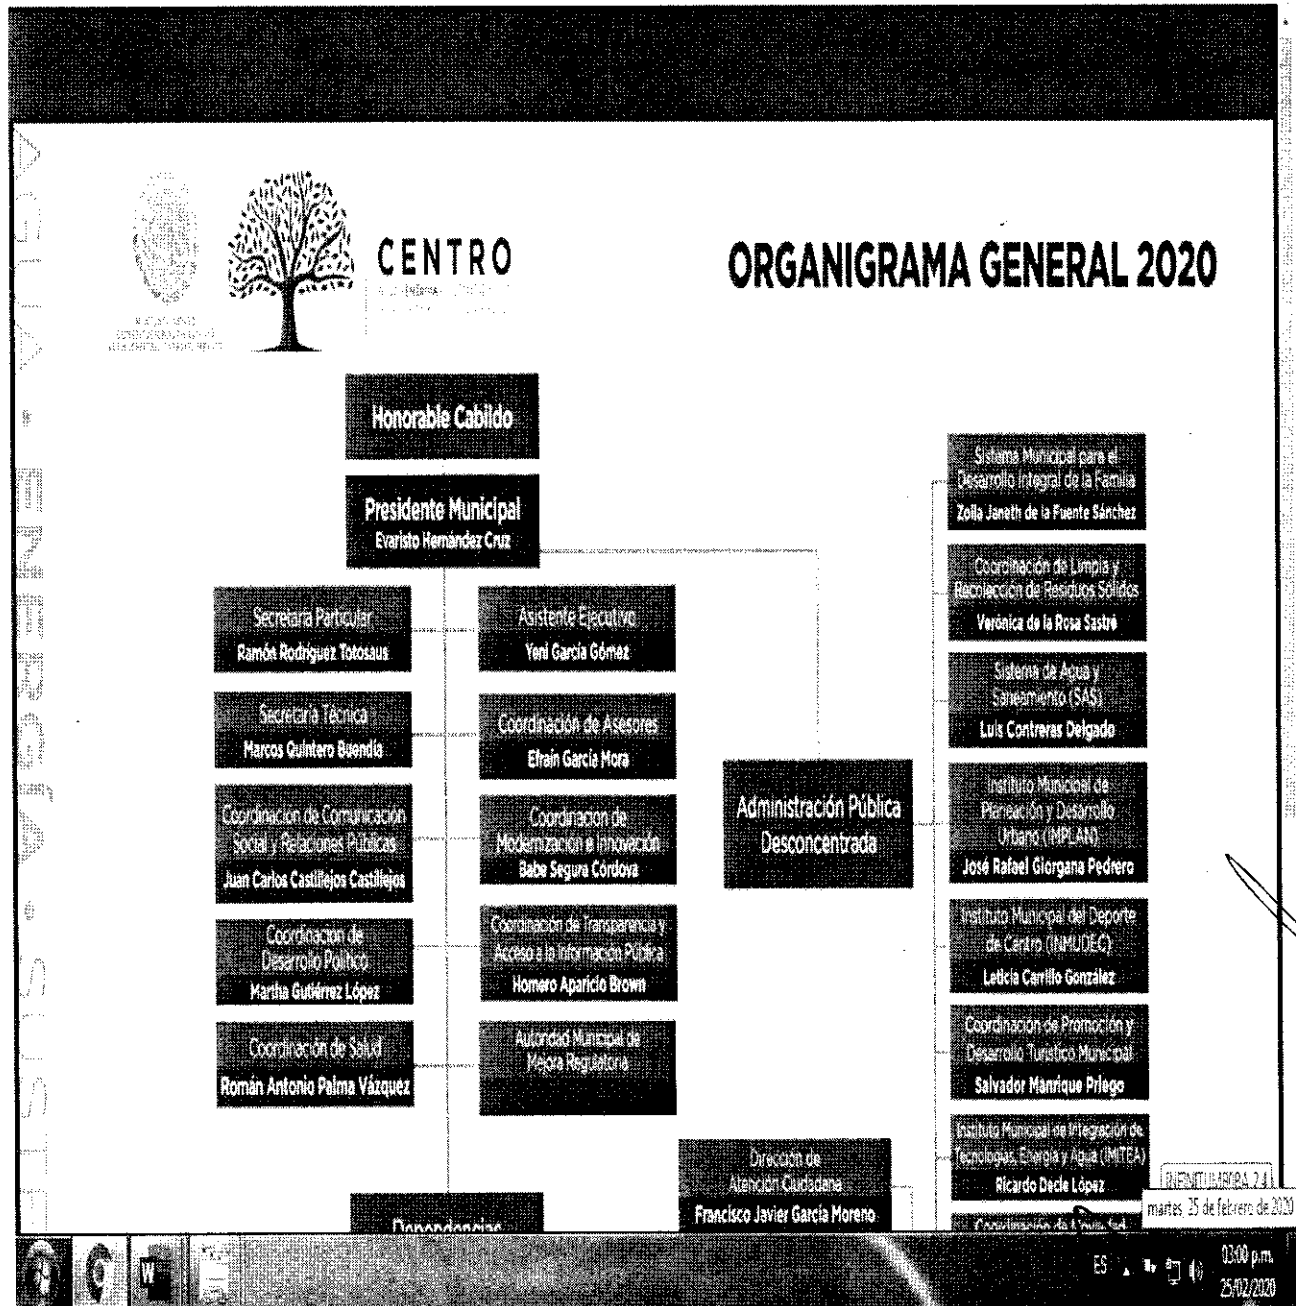 CENTRO
ORGANIGRAMA GENERAL 2020
Honorable Cabildo
Presidente Municipal
Evaristo Hernández Cruz
Secretaría Particular
Ramón Rodríguez Totosaus
Asistente Ejecutivo
Yeni García Gómez
Secretaría Técnica
Marcos Quintero Buendía
Coordinación de Asesores
Efraín García Mora
Coordinación de Comunicación
Social y Relaciones Públicas
Juan Carlos Castillejos Castillejos
Coordinación de
Modernización e Innovación
Babe Segura Córdova
Coordinación de
Desarrollo Político
Martha Gutiérrez López
Coordinación de Transparencia y
Acceso a la Información Pública
Homero Aparicio Brown
Coordinación de Salud
Román Antonio Palma Vázquez
Autoridad Municipal de
Mejora Regulatoria
Dependencias
Administración Pública
Desconcentrada
Sistema Municipal para el
Desarrollo Integral de la Familia
Zoila Janeth de la Fuente Sánchez
Coordinación de Limpia y
Recolección de Residuos Sólidos
Verónica de la Rosa Sastré
Sistema de Agua y
Saneamiento (SAS)
Luis Contreras Delgado
Instituto Municipal de
Planeación y Desarrollo
Urbano (IMPLAN)
José Rafael Giorgana Pedrero
Instituto Municipal del Deporte
de Centro (INMUDEC)
Leticia Carrillo González
Coordinación de Promoción y
Desarrollo Turístico Municipal
Salvador Manrique Priego
Instituto Municipal de Integración de
Tecnologías, Energía y Agua (IMITEA)
Ricardo Decle López
Dirección de
Atención Ciudadana
Francisco Javier García Moreno
Coordinación de Movilidad
martes, 25 de febrero de 2020
ES
03:00 p.m.
25/02/2020